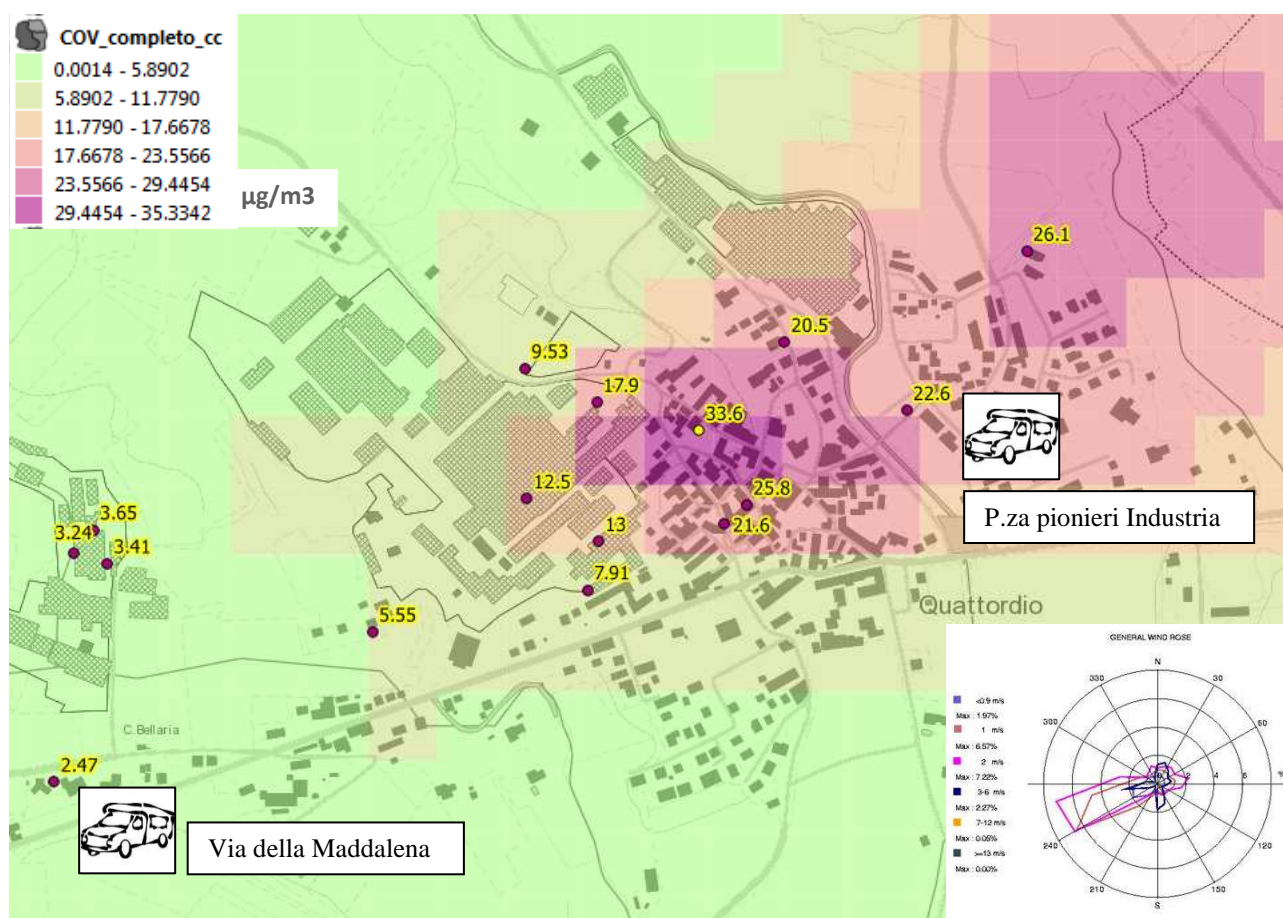 COV_completo_cc
0.0014 - 5.8902
5.8902 - 11.7790
11.7790 - 17.6678
17.6678 - 23.5566
23.5566 - 29.4454
29.4454 - 35.3342
µg/m3
26.1
20.5
9.53
17.9
22.6
33.6
12.5
25.8
21.6
13
P.za pionieri Industria
3.65
3.24
3.41
7.91
5.55
Quattordio
C. Bellaria
2.47
Via della Maddalena
GENERAL WIND ROSE
N
330
30
300
60
<0.9 m/s
Max : 1.97%
1 m/s
Max : 6.57%
2 m/s
Max : 7.22%
3-6 m/s
Max : 2.27%
7-12 m/s
Max : 0.05%
>=13 m/s
Max : 0.00%
0 2 4 6 %
240
120
210
150
S